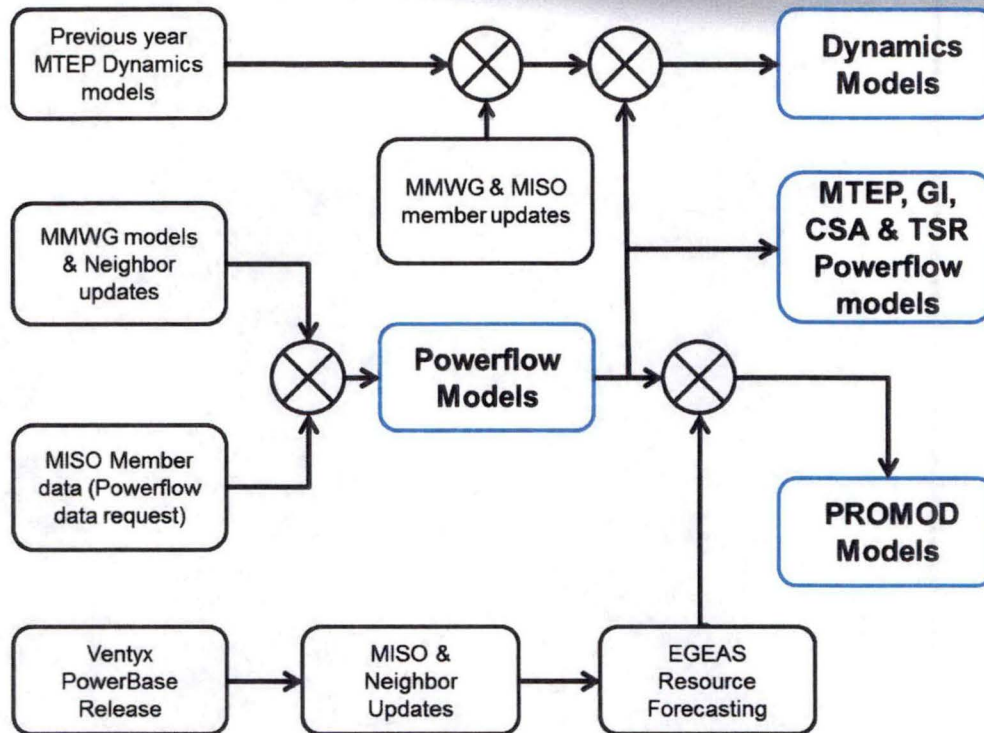 Previous year
MTEP Dynamics
models
Dynamics
Models
MMWG & MISO
member updates
MMWG models
& Neighbor
updates
MTEP, GI,
CSA & TSR
Powerflow
models
Powerflow
Models
MISO Member
data (Powerflow
data request)
PROMOD
Models
Ventyx
PowerBase
Release
MISO &
Neighbor
Updates
EGEAS
Resource
Forecasting